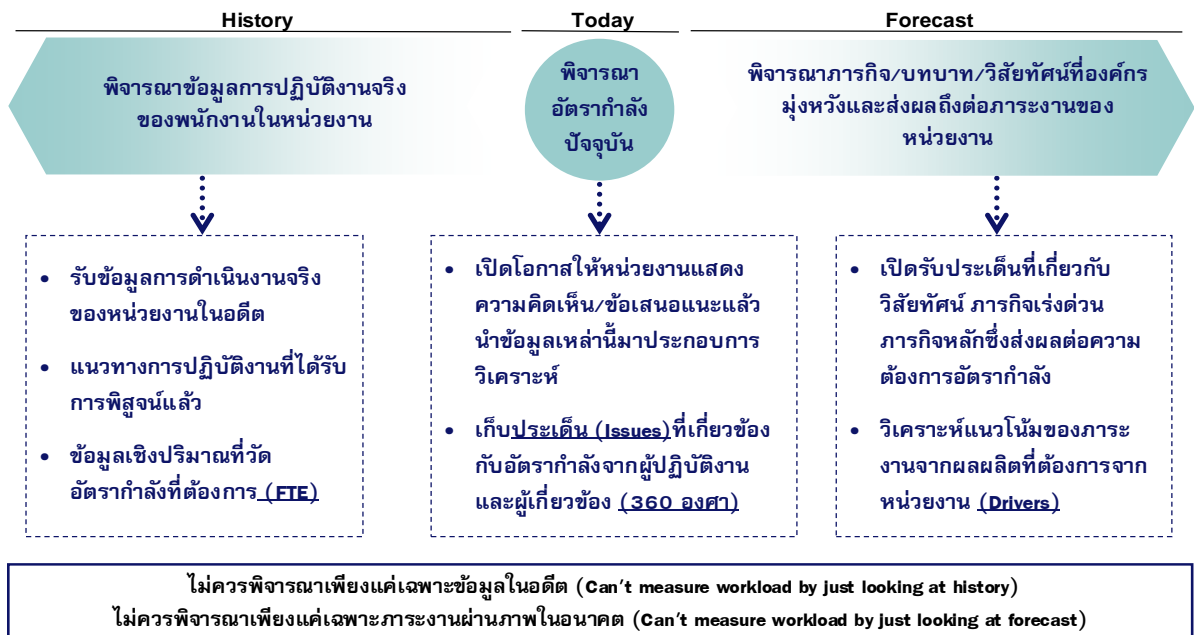 History
Today
Forecast
พิจารณาข้อมูลการปฏิบัติงานจริง
ของพนักงานในหน่วยงาน
พิจารณา
อัตรากำลัง
ปัจจุบัน
พิจารณาภารกิจ/บทบาท/วิสัยทัศน์ที่องค์กร
มุ่งหวังและส่งผลถึงต่อภาระงานของ
หน่วยงาน
• รับข้อมูลการดำเนินงานจริง
ของหน่วยงานในอดีต
• แนวทางการปฏิบัติงานที่ได้รับ
การพิสูจน์แล้ว
• ข้อมูลเชิงปริมาณที่วัด
อัตรากำลังที่ต้องการ (FTE)
• เปิดโอกาสให้หน่วยงานแสดง
ความคิดเห็น/ข้อเสนอแนะแล้ว
นำข้อมูลเหล่านี้มาประกอบการ
วิเคราะห์
• เก็บประเด็น (Issues)ที่เกี่ยวข้อง
กับอัตรากำลังจากผู้ปฏิบัติงาน
และผู้เกี่ยวข้อง (360 องศา)
• เปิดรับประเด็นที่เกี่ยวกับ
วิสัยทัศน์ ภารกิจเร่งด่วน
ภารกิจหลักซึ่งส่งผลต่อความ
ต้องการอัตรากำลัง
• วิเคราะห์แนวโน้มของภาระ
งานจากผลผลิตที่ต้องการจาก
หน่วยงาน (Drivers)
ไม่ควรพิจารณาเพียงแค่เฉพาะข้อมูลในอดีต (Can’t measure workload by just looking at history)
ไม่ควรพิจารณาเพียงแค่เฉพาะภาระงานผ่านภาพในอนาคต (Can’t measure workload by just looking at forecast)